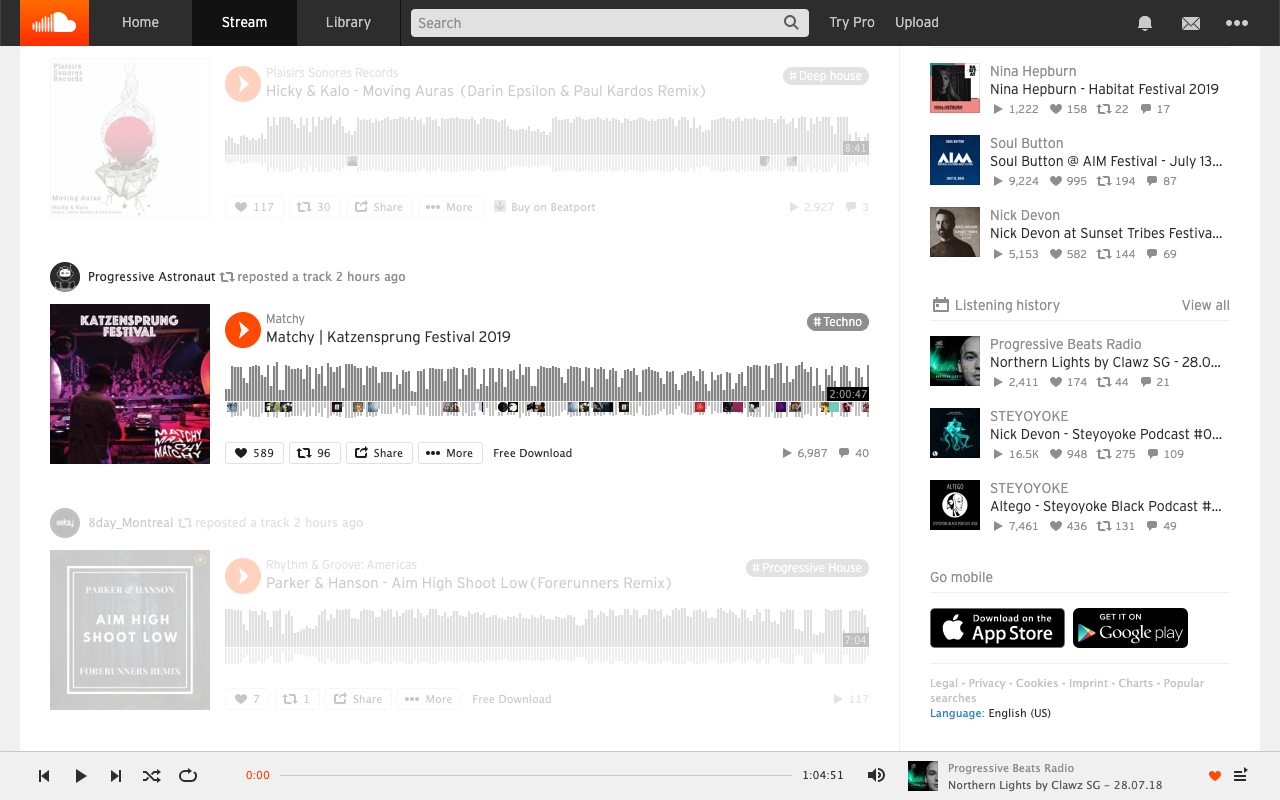 Home
Stream
Library
Search
Try Pro
Upload
Plaisirs
Sonores
Records
Moving Auras
Hicky & Kalo
Plaisirs Sonores Records
Hicky & Kalo - Moving Auras (Darin Epsilon & Paul Kardos Remix)
# Deep house
8:41
117
30
Share
More
Buy on Beatport
2,927
3
Progressive Astronaut reposted a track 2 hours ago
KATZENSPRUNG
FESTIVAL
MATCHY
MATCHY
MATCHY
Matchy
Matchy | Katzensprung Festival 2019
# Techno
2:00:47
589
96
Share
More
Free Download
6,987
40
8day_Montreal reposted a track 2 hours ago
PARKER & HANSON
AIM HIGH
SHOOT LOW
FORERUNNERS REMIX
Rhythm & Groove: Americas
Parker & Hanson - Aim High Shoot Low (Forerunners Remix)
# Progressive House
7:04
7
1
Share
More
Free Download
117
NINA HEPBURN
Nina Hepburn
Nina Hepburn - Habitat Festival 2019
1,222
158
22
17
SOUL BUTTON
AIM
Soul Button
Soul Button @ AIM Festival - July 13...
9,224
995
194
87
Nick Devon
Nick Devon at Sunset Tribes Festiva...
5,153
582
144
69
Listening history
View all
Progressive Beats Radio
Northern Lights by Clawz SG - 28.0...
2,411
174
44
21
STEYOYOKE
Nick Devon - Steyoyoke Podcast #0...
16.5K
948
275
109
ALTEGO
STEYOYOKE
Altego - Steyoyoke Black Podcast #...
7,461
436
131
49
Go mobile
Download on the
App Store
GET IT ON
Google play
Legal - Privacy - Cookies - Imprint - Charts - Popular
searches
Language: English (US)
0:00
1:04:51
Progressive Beats Radio
Northern Lights by Clawz SG – 28.07.18